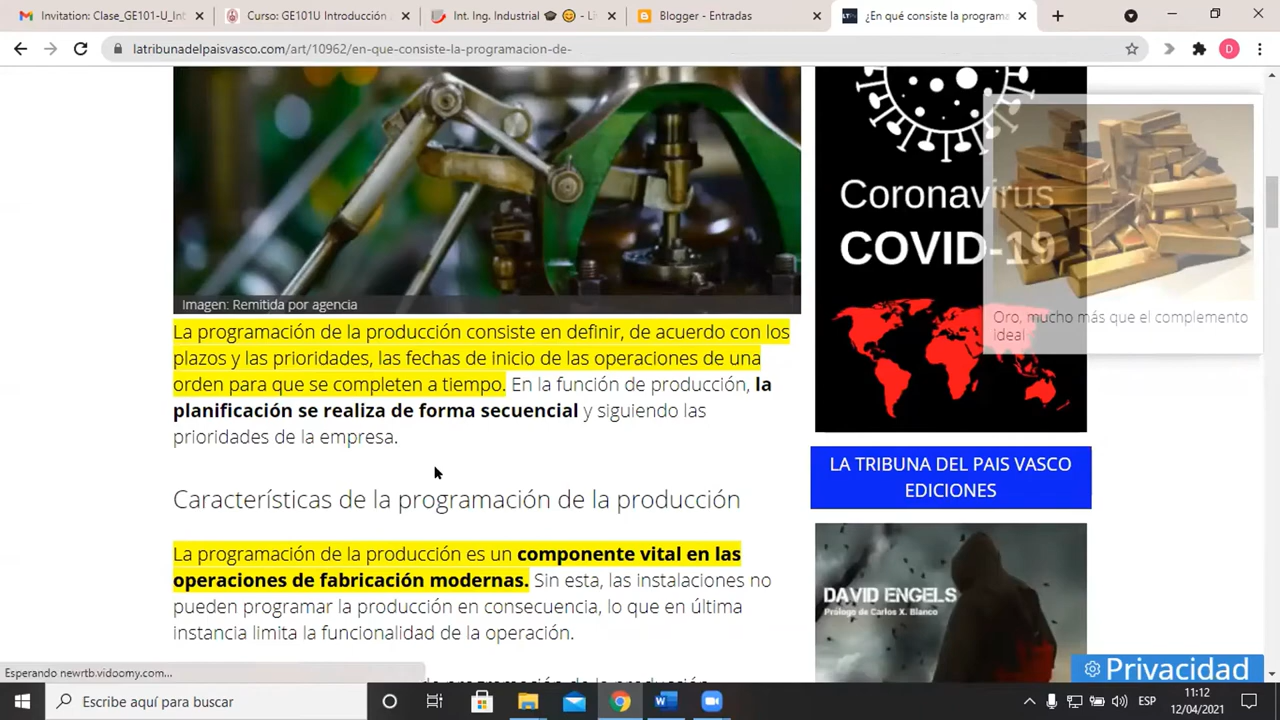 Invitation: Clase_GE101-U_Int
Curso: GE101U Introducción
Int. Ing. Industrial 🎓 😊 - Li
Blogger - Entradas
¿En qué consiste la programa
latribunadelpaisvasco.com/art/10962/en-que-consiste-la-programacion-de-
D
Imagen: Remitida por agencia
La programación de la producción consiste en definir, de acuerdo con los
plazos y las prioridades, las fechas de inicio de las operaciones de una
orden para que se completen a tiempo. En la función de producción, la
planificación se realiza de forma secuencial y siguiendo las
prioridades de la empresa.
Características de la programación de la producción
La programación de la producción es un componente vital en las
operaciones de fabricación modernas. Sin esta, las instalaciones no
pueden programar la producción en consecuencia, lo que en última
instancia limita la funcionalidad de la operación.
Coronavirus
COVID-19
Oro, mucho más que el complemento
ideal
LA TRIBUNA DEL PAIS VASCO
EDICIONES
DAVID ENGELS
Prólogo de Carlos X. Blanco
Privacidad
Esperando newrtb.vidoomy.com...
Escribe aquí para buscar
ESP
11:12
12/04/2021